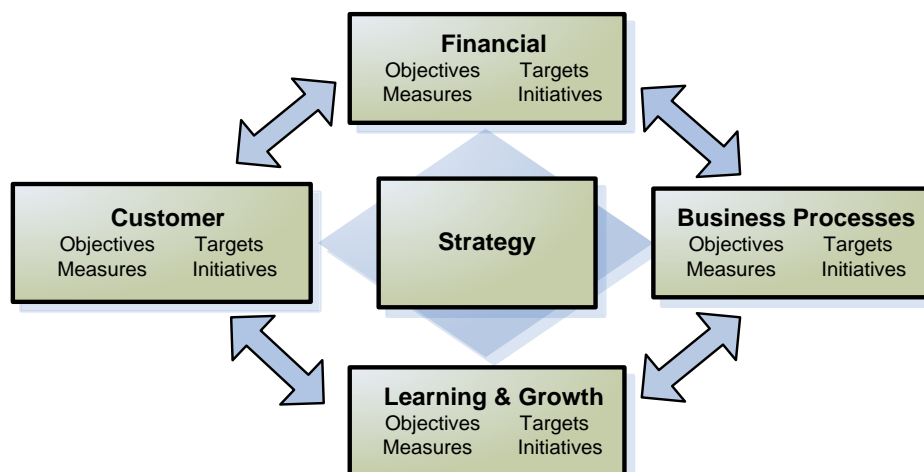 Financial
Objectives Targets
Measures Initiatives
Customer
Objectives Targets
Measures Initiatives
Strategy
Business Processes
Objectives Targets
Measures Initiatives
Learning & Growth
Objectives Targets
Measures Initiatives